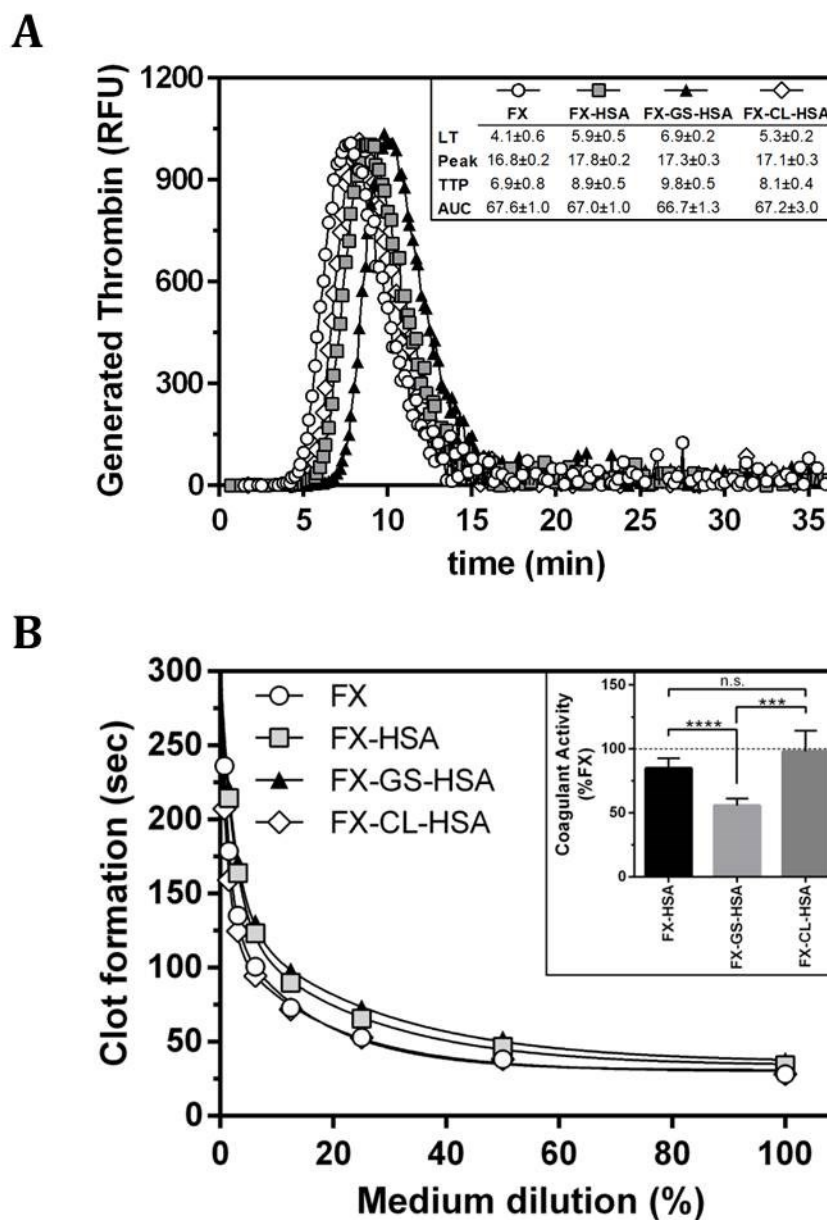 A
Generated Thrombin (RFU)
1200
900
600
300
0
0 5 10 15 20 25 30 35
time (min)
FX FX-HSA FX-GS-HSA FX-CL-HSA
LT 4.1±0.6 5.9±0.5 6.9±0.2 5.3±0.2
Peak 16.8±0.2 17.8±0.2 17.3±0.3 17.1±0.3
TTP 6.9±0.8 8.9±0.5 9.8±0.5 8.1±0.4
AUC 67.6±1.0 67.0±1.0 66.7±1.3 67.2±3.0
B
Clot formation (sec)
300
250
200
150
100
50
0
0 20 40 60 80 100
Medium dilution (%)
FX
FX-HSA
FX-GS-HSA
FX-CL-HSA
Coagulant Activity
(%FX)
150
100
50
0
n.s.
***
****
FX-HSA
FX-GS-HSA
FX-CL-HSA